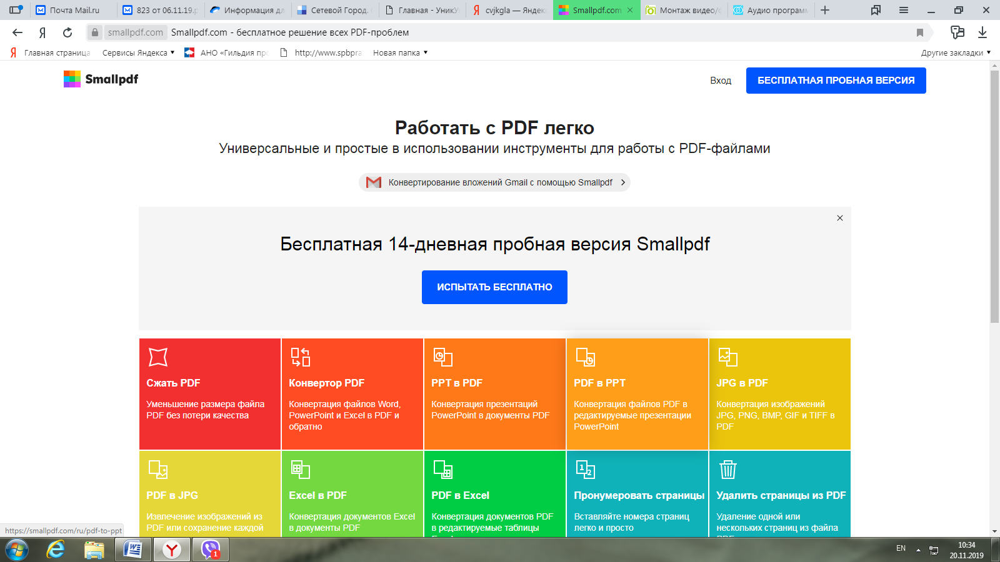 Почта Mail.ru
823 от 06.11.19.р
Информация дл
Сетевой Город.
Главная - УникУ
cvjkgla — Яндекс
Smallpdf.com
Монтаж видео/
Аудио програм
smallpdf.com Smallpdf.com - бесплатное решение всех PDF-проблем
Главная страница
Сервисы Яндекса
АНО «Гильдия пр
http://www.spbpra
Новая папка
Другие закладки
Smallpdf
Вход
БЕСПЛАТНАЯ ПРОБНАЯ ВЕРСИЯ
Работать с PDF легко
Универсальные и простые в использовании инструменты для работы с PDF-файлами
Конвертирование вложений Gmail с помощью Smallpdf
Бесплатная 14-дневная пробная версия Smallpdf
ИСПЫТАТЬ БЕСПЛАТНО
Сжать PDF
Уменьшение размера файла
PDF без потери качества
Конвертор PDF
Конвертация файлов Word,
PowerPoint и Excel в PDF и
обратно
PPT в PDF
Конвертация презентаций
PowerPoint в документы PDF
PDF в PPT
Конвертация файлов PDF в
редактируемые презентации
PowerPoint
JPG в PDF
Конвертация изображений
JPG, PNG, BMP, GIF и TIFF в
PDF
PDF в JPG
Извлечение изображений из
PDF или сохранение каждой
Excel в PDF
Конвертация документов Excel
в документы PDF
PDF в Excel
Конвертация документов PDF
в редактируемые таблицы
Пронумеровать страницы
Вставляйте номера страниц
легко и просто
Удалить страницы из PDF
Удаление одной или
нескольких страниц из файла
https://smallpdf.com/ru/pdf-to-ppt
1
EN
10:34
20.11.2019